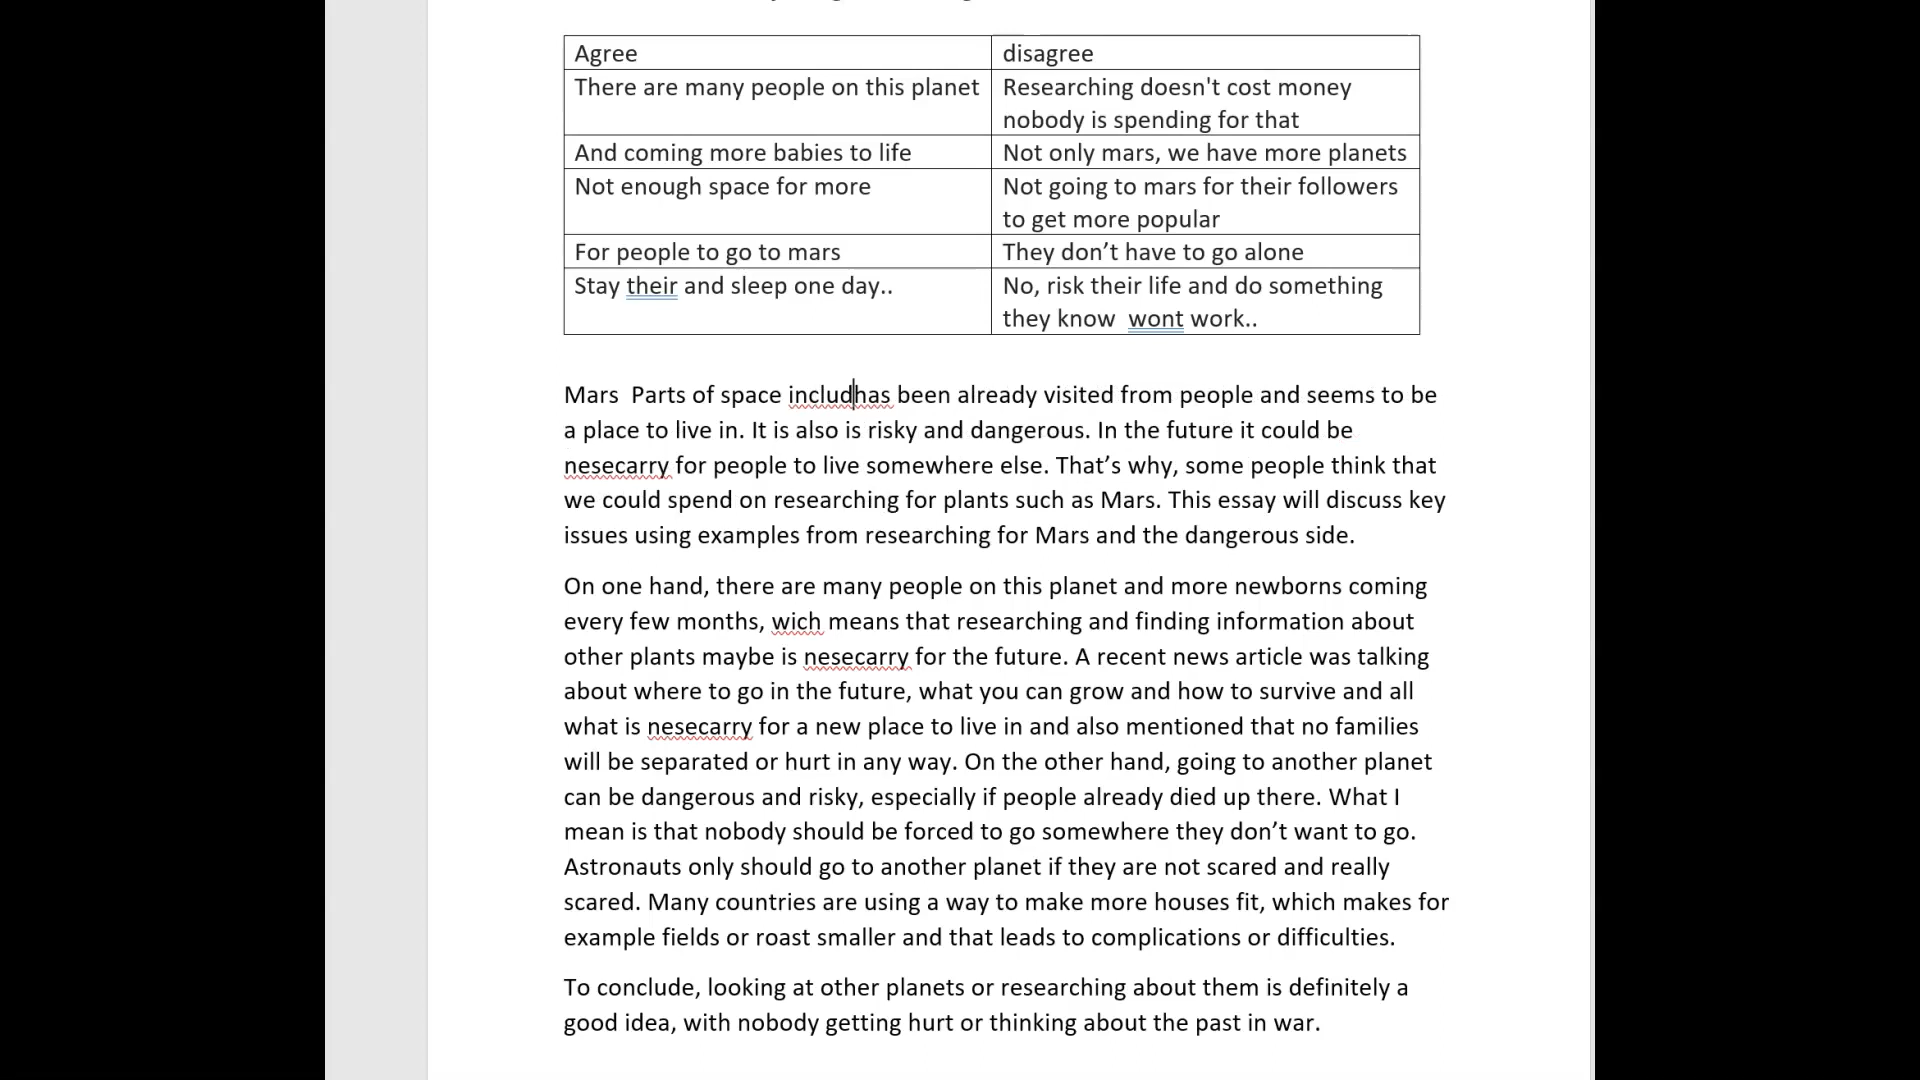 Agree
disagree
There are many people on this planet
Researching doesn't cost money
nobody is spending for that
And coming more babies to life
Not only mars, we have more planets
Not enough space for more
Not going to mars for their followers
to get more popular
For people to go to mars
They don’t have to go alone
Stay their and sleep one day..
No, risk their life and do something
they know  wont work..
Mars  Parts of space includhas been already visited from people and seems to be
a place to live in. It is also is risky and dangerous. In the future it could be
nesecarry for people to live somewhere else. That’s why, some people think that
we could spend on researching for plants such as Mars. This essay will discuss key
issues using examples from researching for Mars and the dangerous side.
On one hand, there are many people on this planet and more newborns coming
every few months, wich means that researching and finding information about
other plants maybe is nesecarry for the future. A recent news article was talking
about where to go in the future, what you can grow and how to survive and all
what is nesecarry for a new place to live in and also mentioned that no families
will be separated or hurt in any way. On the other hand, going to another planet
can be dangerous and risky, especially if people already died up there. What I
mean is that nobody should be forced to go somewhere they don’t want to go.
Astronauts only should go to another planet if they are not scared and really
scared. Many countries are using a way to make more houses fit, which makes for
example fields or roast smaller and that leads to complications or difficulties.
To conclude, looking at other planets or researching about them is definitely a
good idea, with nobody getting hurt or thinking about the past in war.